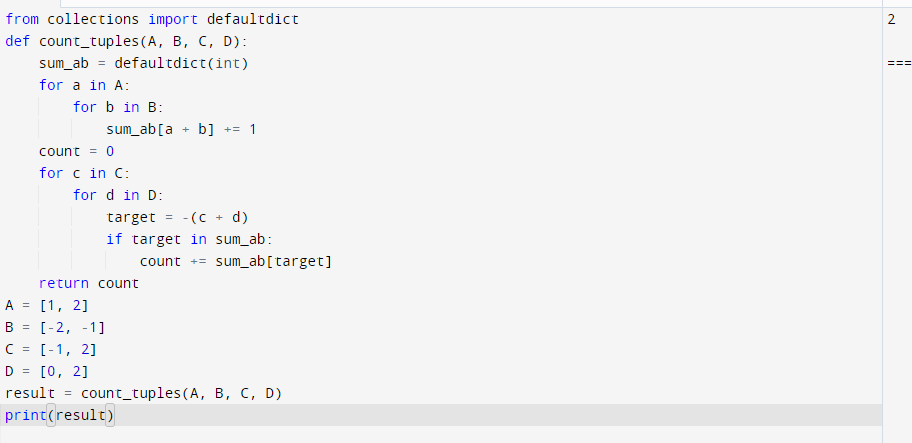 from collections import defaultdict
def count_tuples(A, B, C, D):
    sum_ab = defaultdict(int)
    for a in A:
        for b in B:
            sum_ab[a + b] += 1
    count = 0
    for c in C:
        for d in D:
            target = -(c + d)
            if target in sum_ab:
                count += sum_ab[target]
    return count
A = [1, 2]
B = [-2, -1]
C = [-1, 2]
D = [0, 2]
result = count_tuples(A, B, C, D)
print(result)
2
===